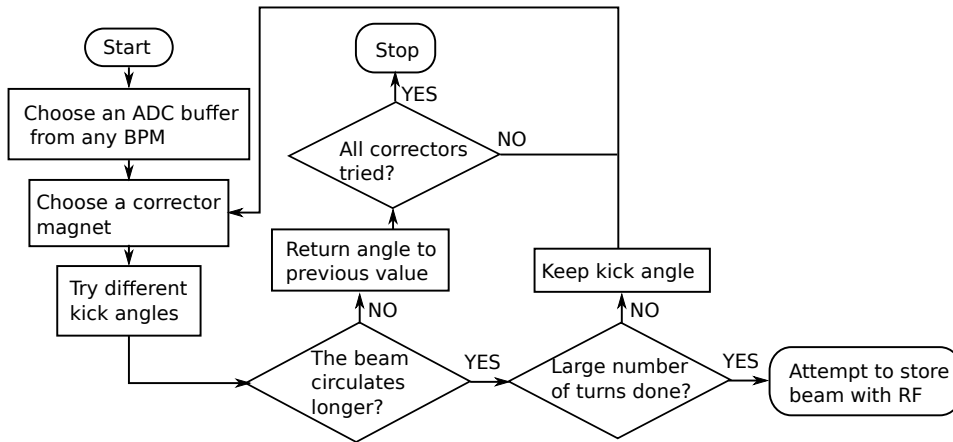 Start
Choose an ADC buffer
from any BPM
Choose a corrector
magnet
Try different
kick angles
The beam
circulates
longer?
NO
YES
Return angle to
previous value
All correctors
tried?
YES
NO
Stop
Large number
of turns done?
NO
YES
Keep kick angle
Attempt to store
beam with RF